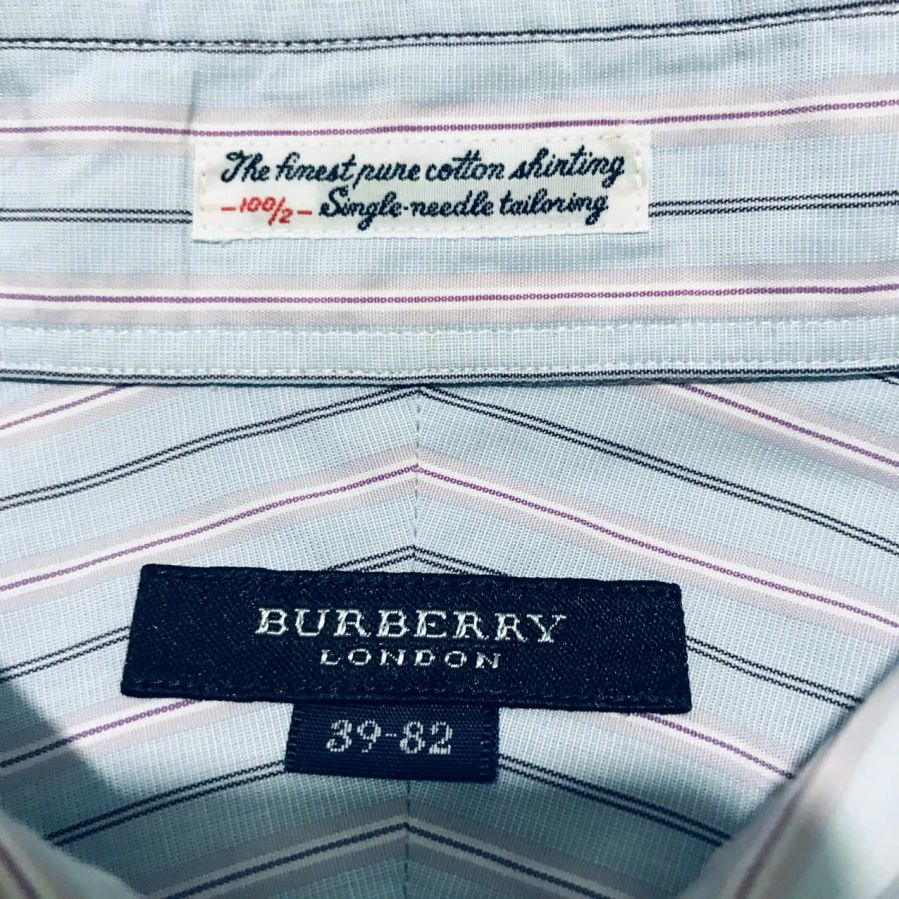 The finest pure cotton shirting
-100/2- Single-needle tailoring
BURBERRY
LONDON
39-82